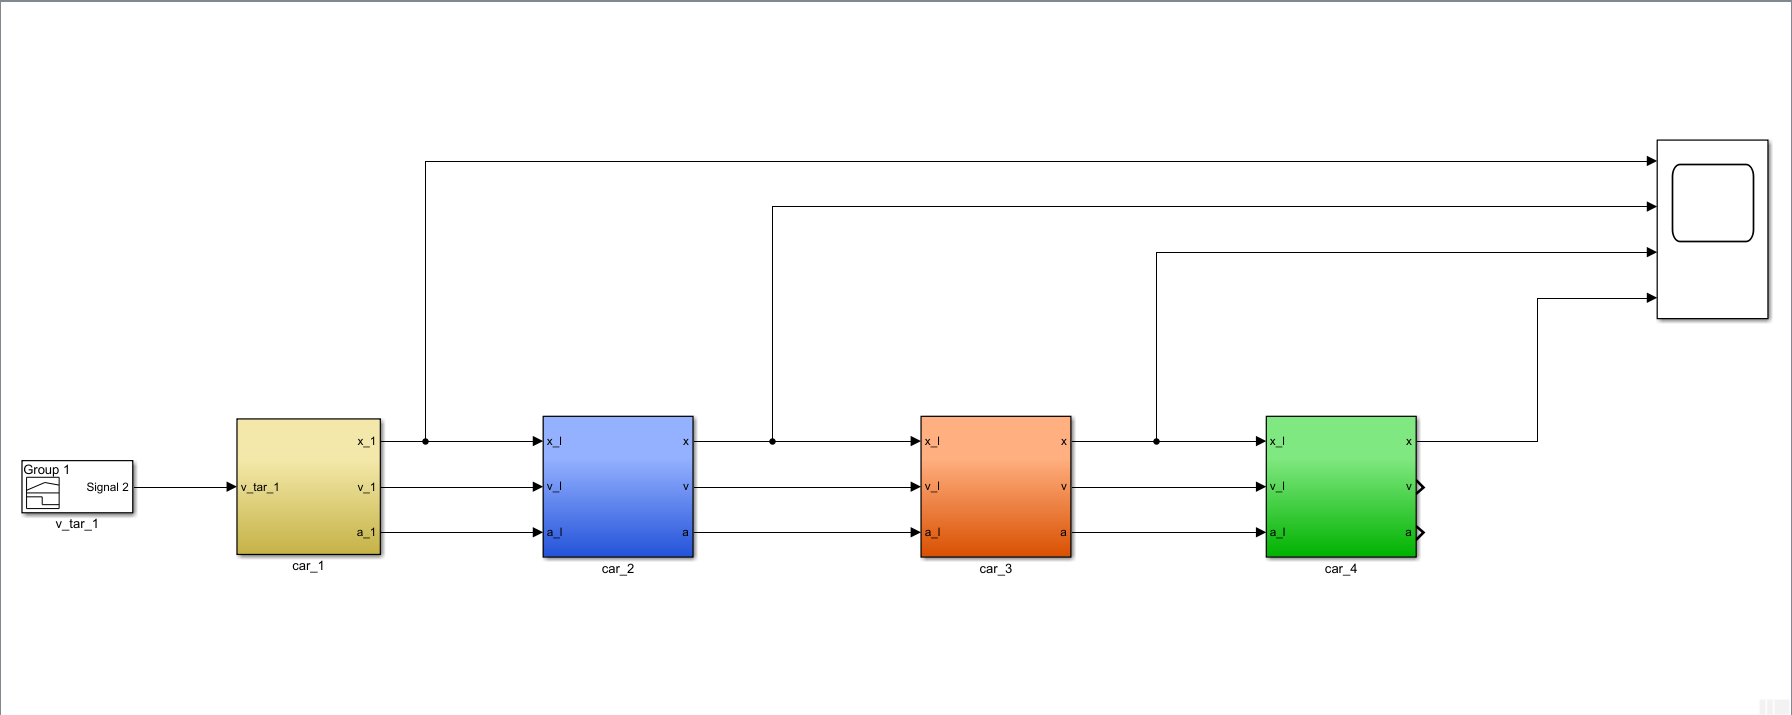 Group 1
Signal 2
v_tar_1
v_tar_1
x_1
v_1
a_1
car_1
x_l
v_l
a_l
x
v
a
car_2
x_l
v_l
a_l
x
v
a
car_3
x_l
v_l
a_l
x
v
a
car_4